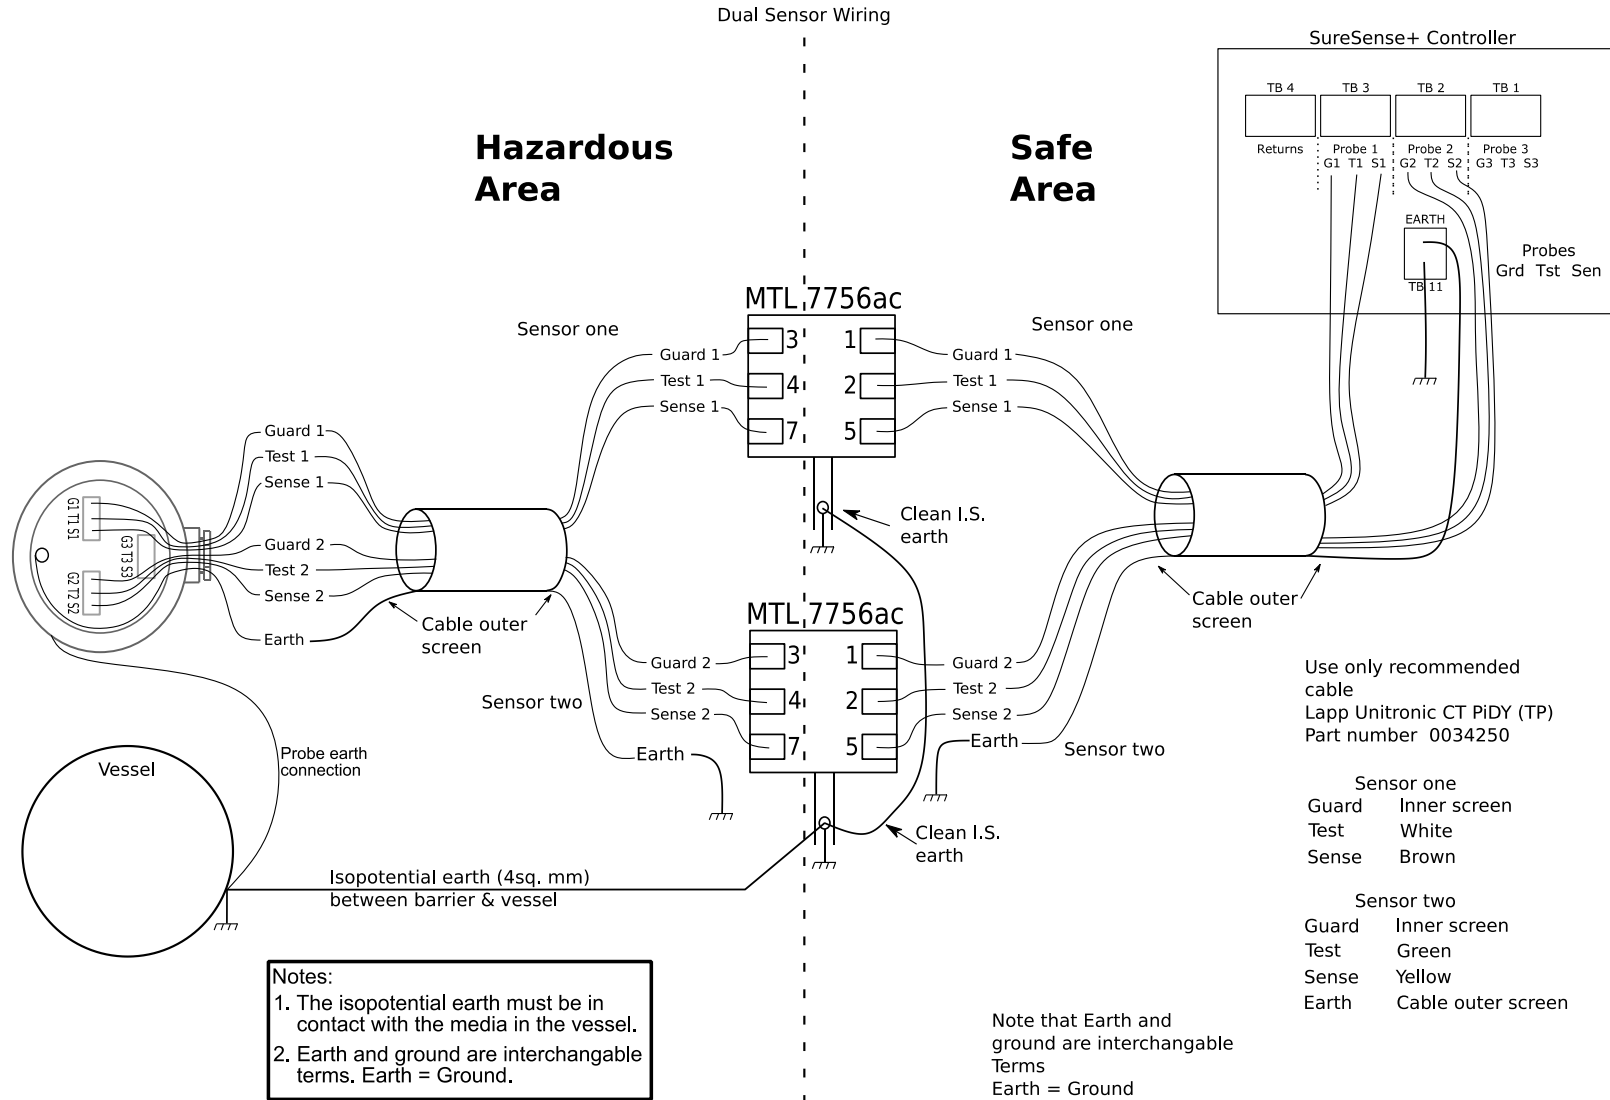 Dual Sensor Wiring
SureSense+ Controller
TB 4
TB 3
TB 2
TB 1
Returns
Probe 1
Probe 2
Probe 3
G1 T1 S1
G2 T2 S2
G3 T3 S3
EARTH
TB 11
Probes
Grd Tst Sen
Hazardous
Area
Safe
Area
MTL 7756ac
3
1
4
2
7
5
Sensor one
Guard 1
Test 1
Sense 1
Sensor one
Guard 1
Test 1
Sense 1
Guard 1
Test 1
Sense 1
Guard 2
Test 2
Sense 2
Earth
G1 T1 S1
G3 T3 S3
G2 T2 S2
Cable outer
screen
Clean I.S.
earth
Cable outer
screen
MTL 7756ac
3
1
4
2
7
5
Guard 2
Test 2
Sense 2
Sensor two
Earth
Guard 2
Test 2
Sense 2
Earth
Sensor two
Clean I.S.
earth
Probe earth
connection
Vessel
Isopotential earth (4sq. mm)
between barrier & vessel
Use only recommended
cable
Lapp Unitronic CT PiDY (TP)
Part number 0034250
Sensor one
Guard Inner screen
Test White
Sense Brown
Sensor two
Guard Inner screen
Test Green
Sense Yellow
Earth Cable outer screen
Notes:
1. The isopotential earth must be in
contact with the media in the vessel.
2. Earth and ground are interchangable
terms. Earth = Ground.
Note that Earth and
ground are interchangable
Terms
Earth = Ground